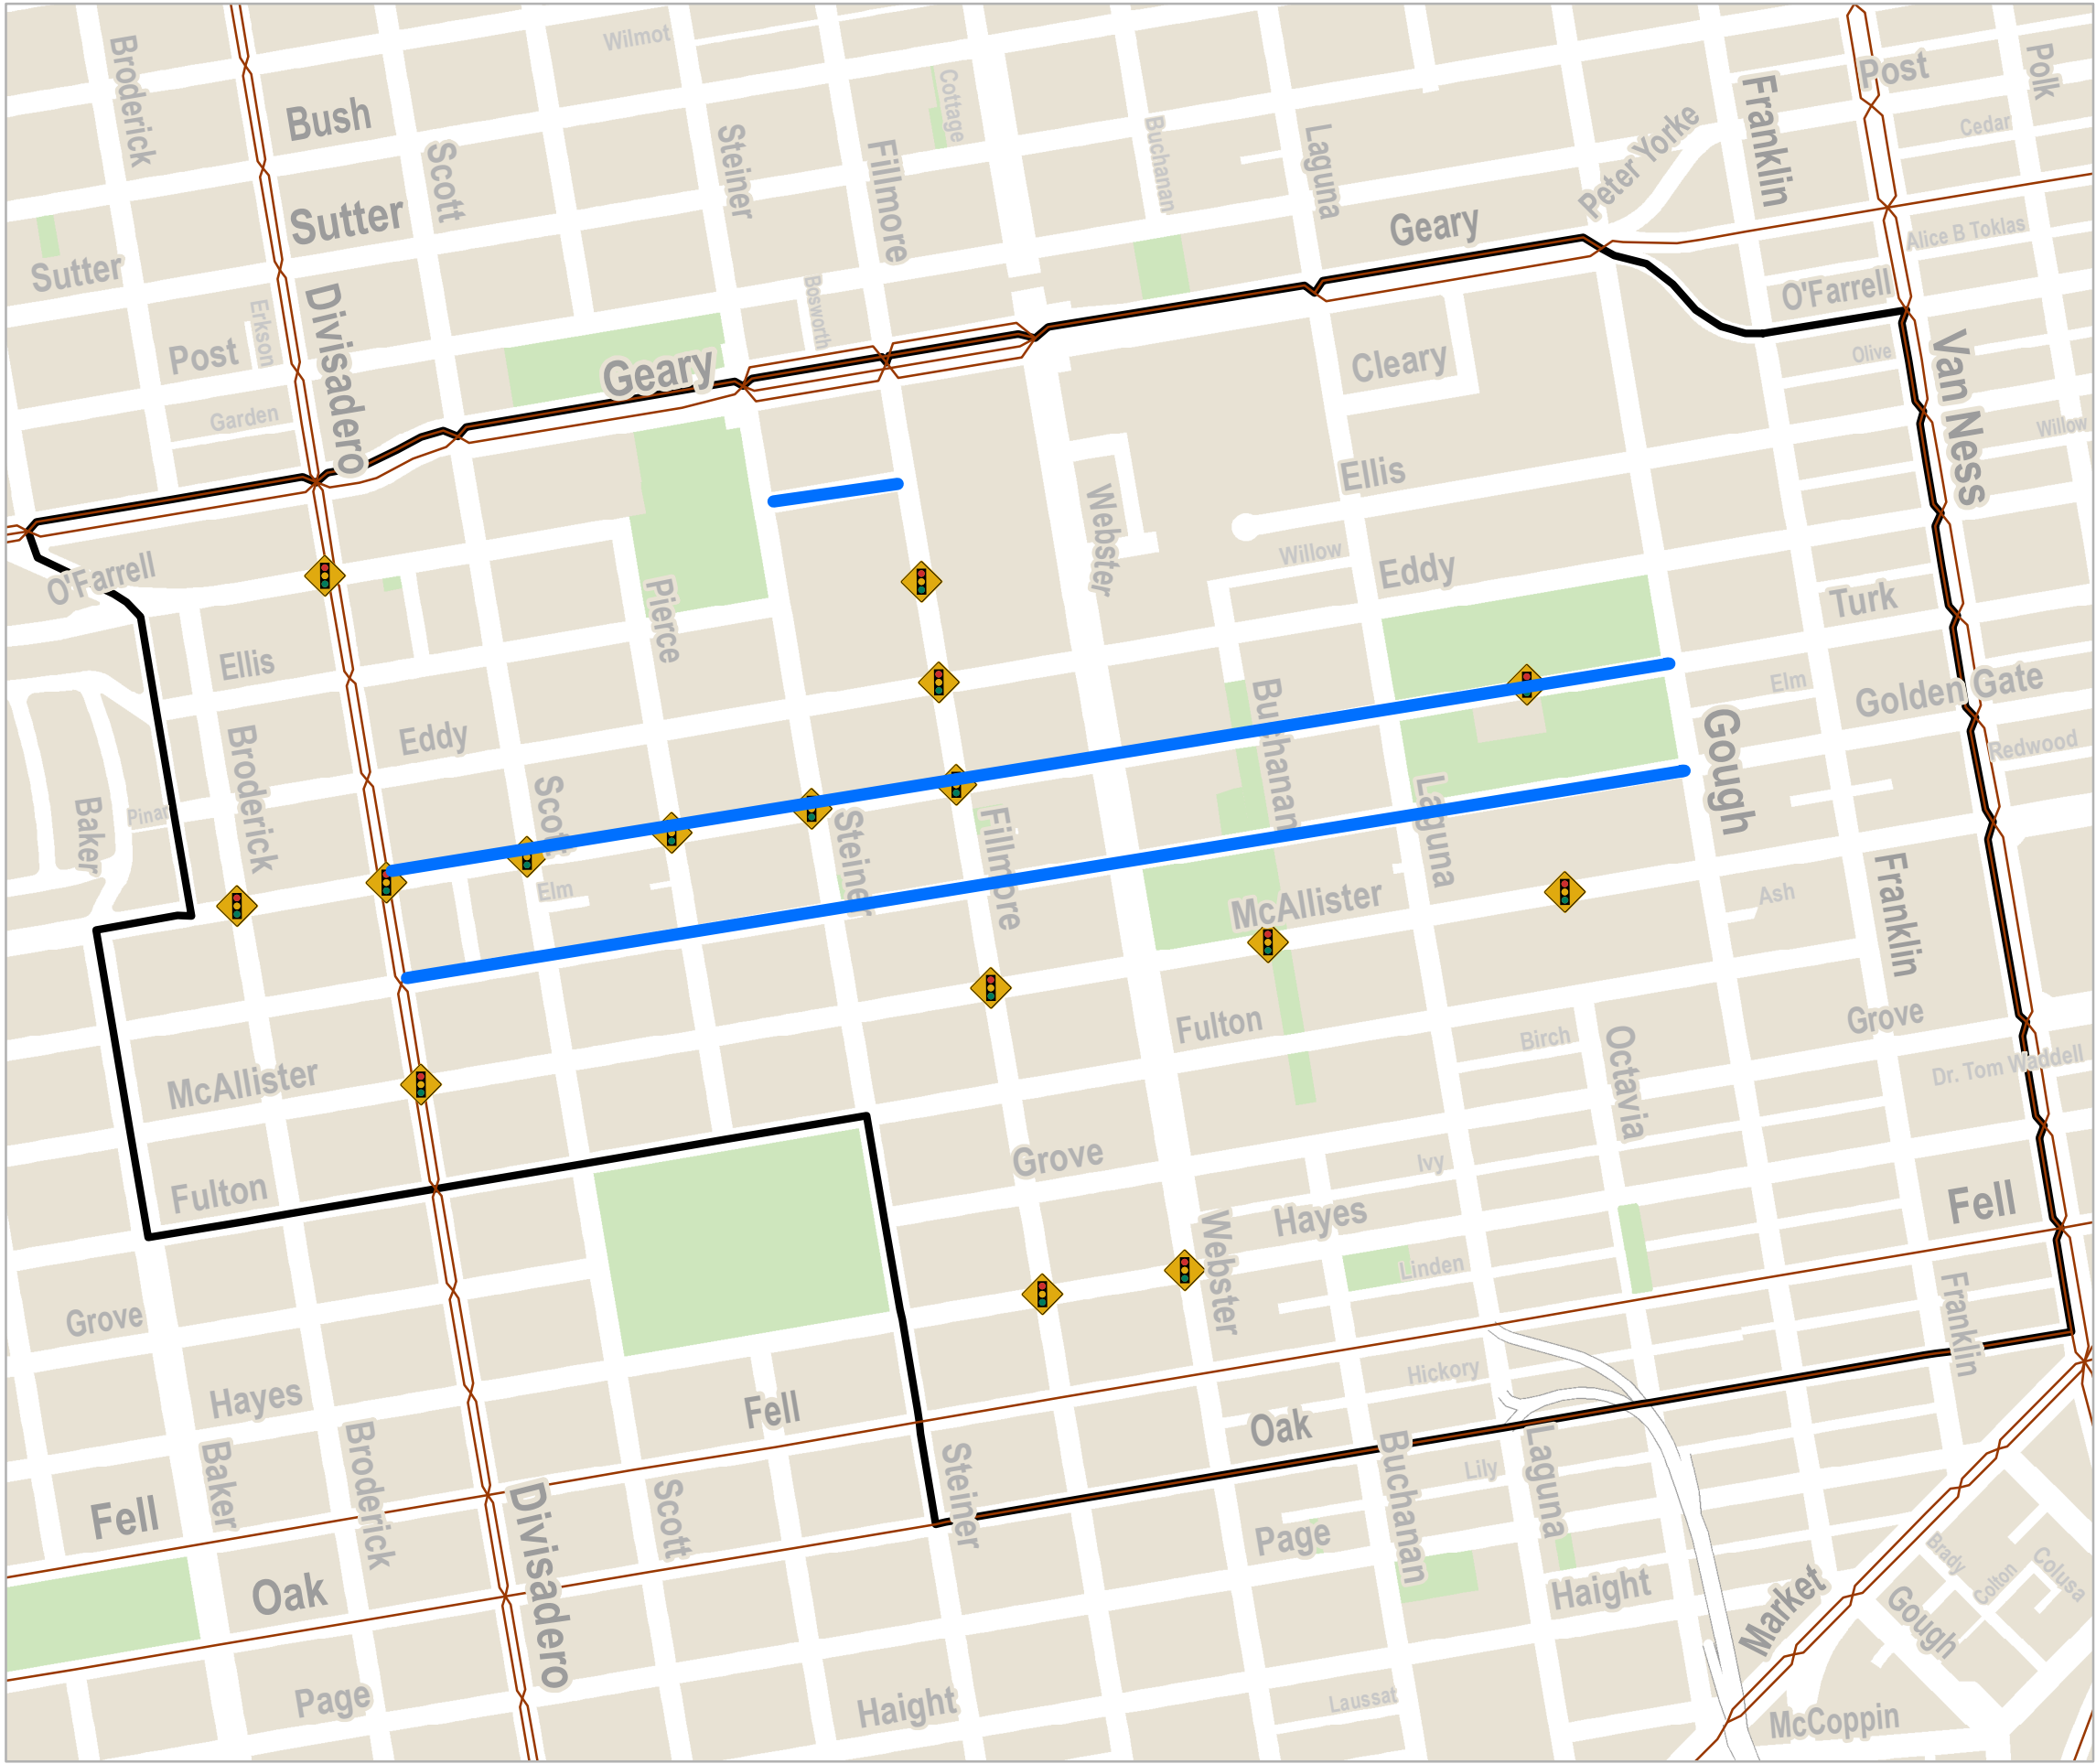 Wilmot
Broderick
Bush
Cottage
Post
Polk
Franklin
Cedar
Peter Yorke
Scott
Steiner
Fillmore
Buchanan
Laguna
Sutter
Geary
Alice B Toklas
Sutter
O'Farrell
Erkson
Divisadero
Bosworth
Post
Geary
Cleary
Olive
Van Ness
Garden
Willow
Ellis
Webster
O'Farrell
Willow
Eddy
Pierce
Turk
Ellis
Elm
Golden Gate
Buchanan
Gough
Redwood
Eddy
Broderick
Baker
Pinar
Scott
Steiner
Fillmore
Laguna
Elm
McAllister
Ash
Franklin
Fulton
Birch
Octavia
Grove
Dr. Tom Waddell
McAllister
Grove
Ivy
Fulton
Hayes
Webster
Fell
Linden
Grove
Franklin
Hickory
Hayes
Fell
Oak
Baker
Broderick
Steiner
Buchanan
Laguna
Lily
Fell
Divisadero
Scott
Page
Brady
Colton
Colusa
Oak
Haight
Market
Gough
Page
Haight
Laussat
McCoppin